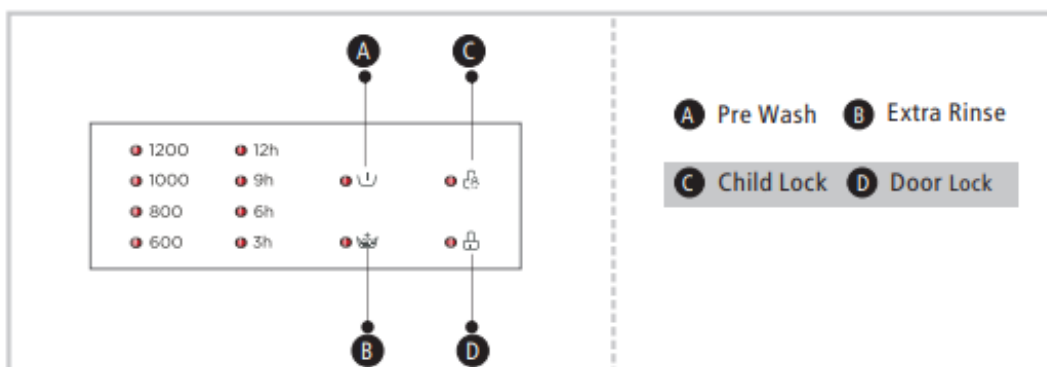 A C
1200 12h
1000 9h
800 6h
600 3h
B D
A Pre Wash B Extra Rinse
C Child Lock D Door Lock